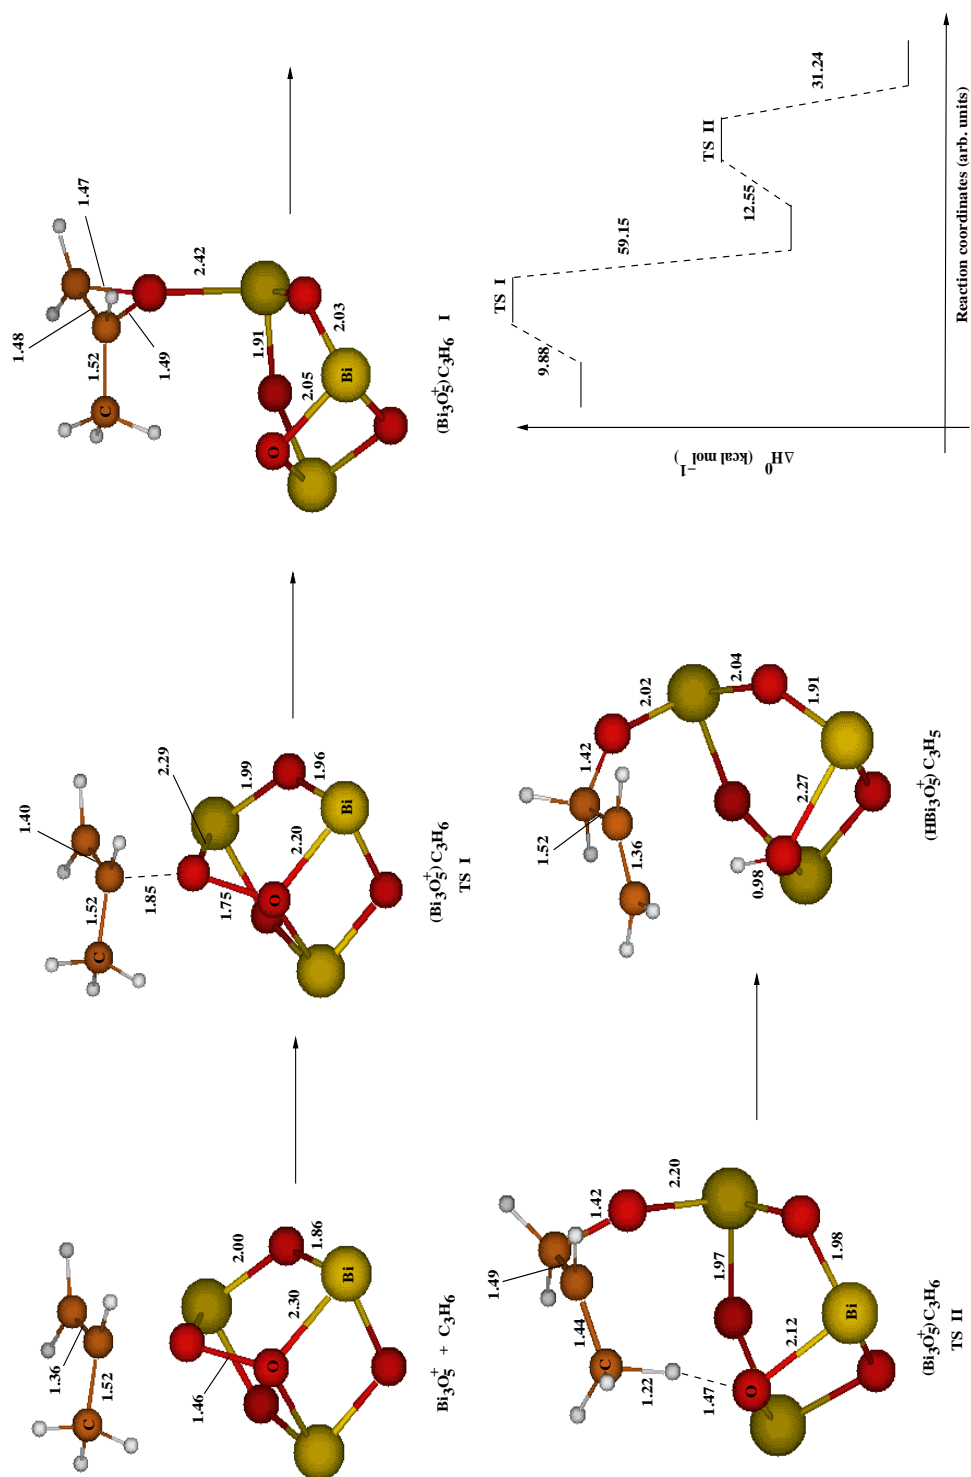 1.36
1.52
C
1.46
2.00
2.30
1.86
O
Bi
Bi₃O₅⁺ + C₃H₆
1.40
1.52
C
1.85
2.29
1.75
1.99
2.20
1.96
O
Bi
(Bi₃O₅⁺)C₃H₆
TS I
1.48
1.47
1.52
1.49
C
2.42
1.91
2.05
2.03
O
Bi
(Bi₃O₅⁺)C₃H₆ I
1.49
1.42
1.44
C
1.22
2.20
1.47
1.97
2.12
1.98
O
Bi
(Bi₃O₅⁺)C₃H₆
TS II
1.52
1.42
1.36
2.02
0.98
2.04
2.27
1.91
(HBi₃O₅⁺) C₃H₅
ΔH⁰ (kcal mol⁻¹)
TS I
9.88
59.15
TS II
12.55
31.24
Reaction coordinates (arb. units)